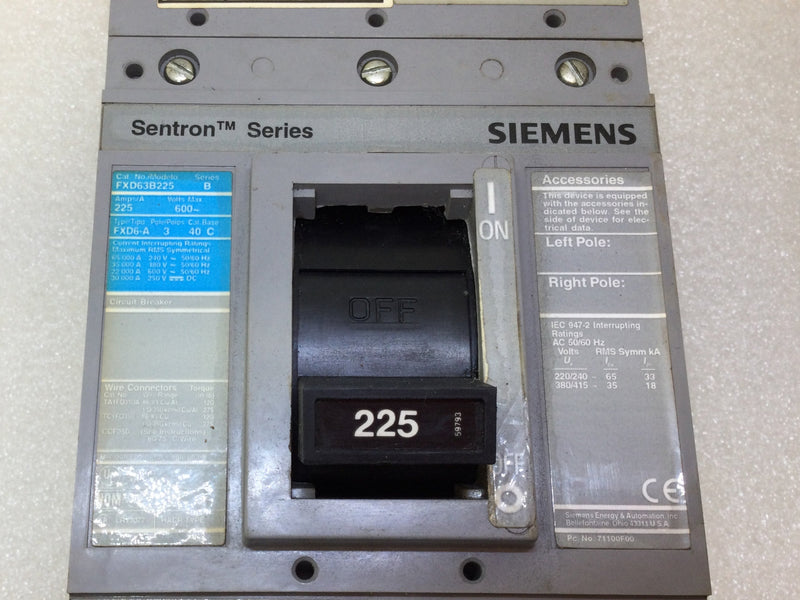 Sentron™ Series
SIEMENS
Cat. No./Modelo Series
FXD63B225 B
Amps/A Volts Max
225 600~
Type/Tipo Pole/Polos Cal Base
FXD6-A 3 40 C
Current Interrupting Ratings
Maximum RMS Symmetrical
65 000 A 240 V ~ 50/60 Hz
35 000 A 480 V ~ 50/60 Hz
22 000 A 600 V ~ 50/60 Hz
30 000 A 250 V DC
Circuit Breaker
Wire Connectors Torque
I
ON
OFF
225
59793
OFF
O
Accessories
This device is equipped
with the accessories in-
dicated below. See the
side of device for elec-
trical data.
Left Pole:
Right Pole:
IEC 947-2 Interrupting
Ratings
AC 50/60 Hz
Volts RMS Symm kA
220/240 ~ 65 33
380/415 ~ 35 18
CE
Siemens Energy & Automation, Inc.
Bellefontaine, Ohio 43311 U.S.A.
Pc. No. 71100F00